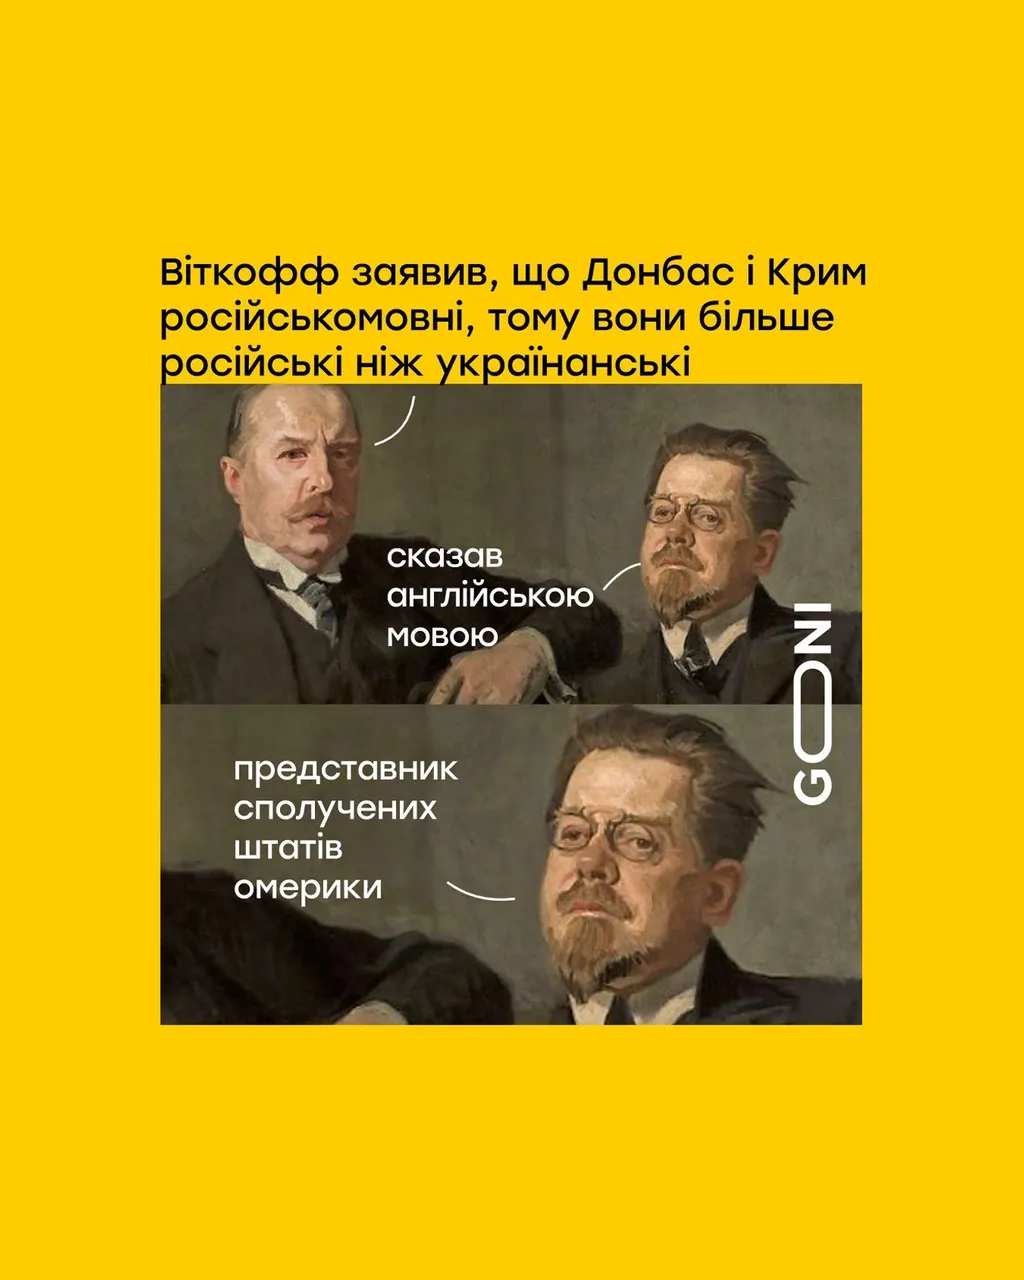 Віткофф заявив, що Донбас і Крим
російськомовні, тому вони більше
російські ніж українанські
сказав
англійською
мовою
представник
сполучених
штатів
омерики
GONI